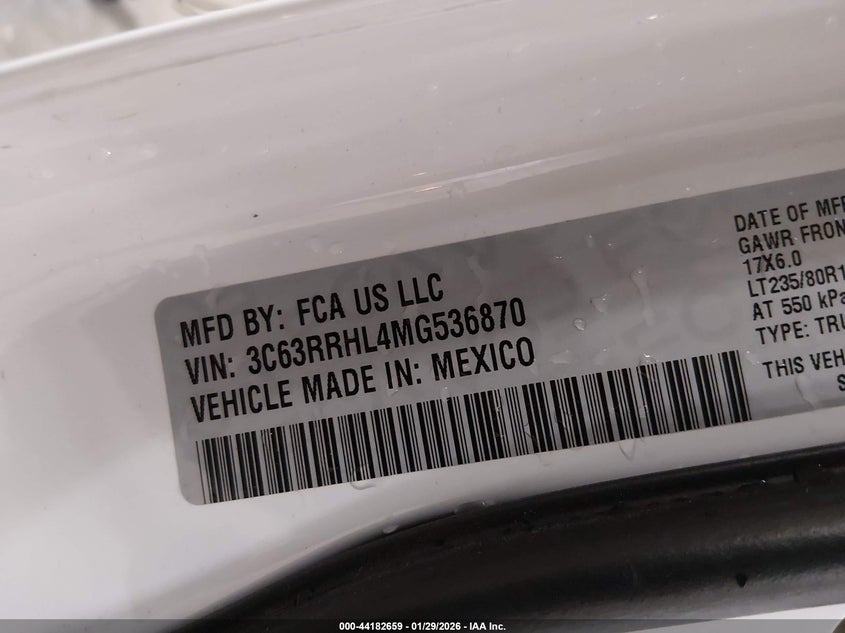 MFD BY: FCA US LLC
VIN: 3C63RRHL4MG536870
VEHICLE MADE IN: MEXICO
DATE OF MFR
GAWR FRON
17X6.0
LT235/80R1
AT 550 kPa
TYPE: TRU
THIS VEH
S
000-44182659 - 01/29/2026 - IAA Inc.